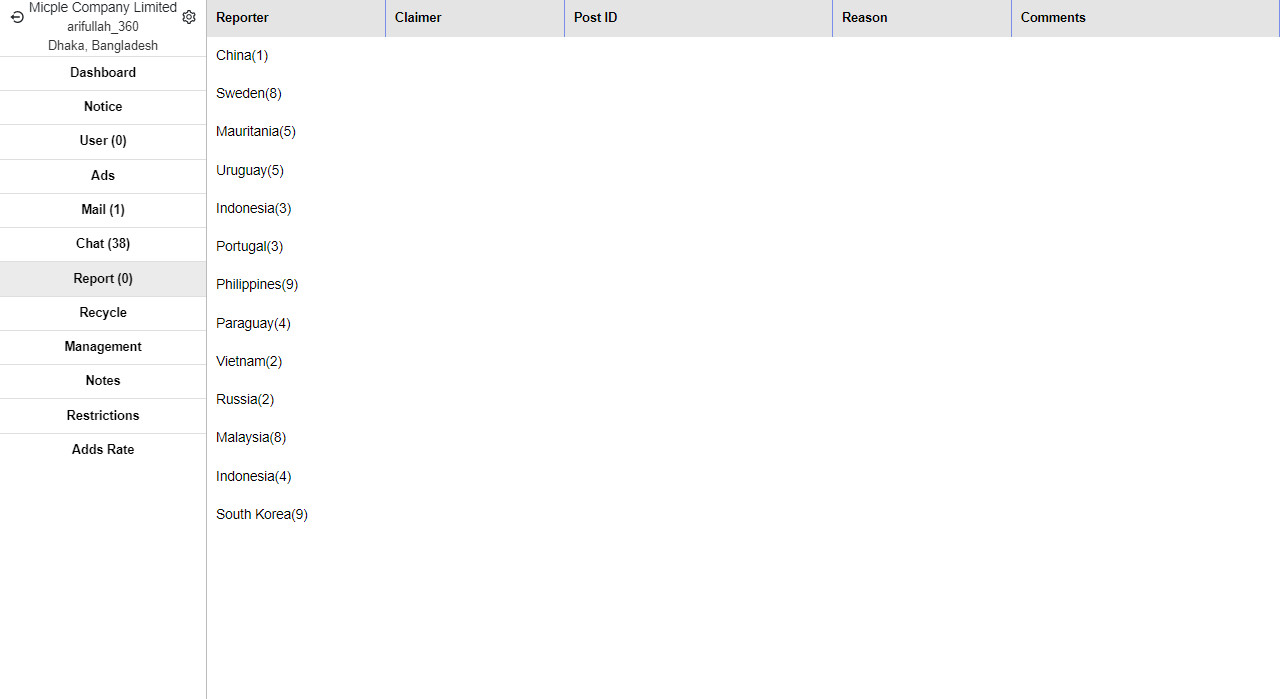 Micple Company Limited
arifullah_360
Dhaka, Bangladesh
Dashboard
Notice
User (0)
Ads
Mail (1)
Chat (38)
Report (0)
Recycle
Management
Notes
Restrictions
Adds Rate
Reporter Claimer Post ID Reason Comments
China(1)
Sweden(8)
Mauritania(5)
Uruguay(5)
Indonesia(3)
Portugal(3)
Philippines(9)
Paraguay(4)
Vietnam(2)
Russia(2)
Malaysia(8)
Indonesia(4)
South Korea(9)